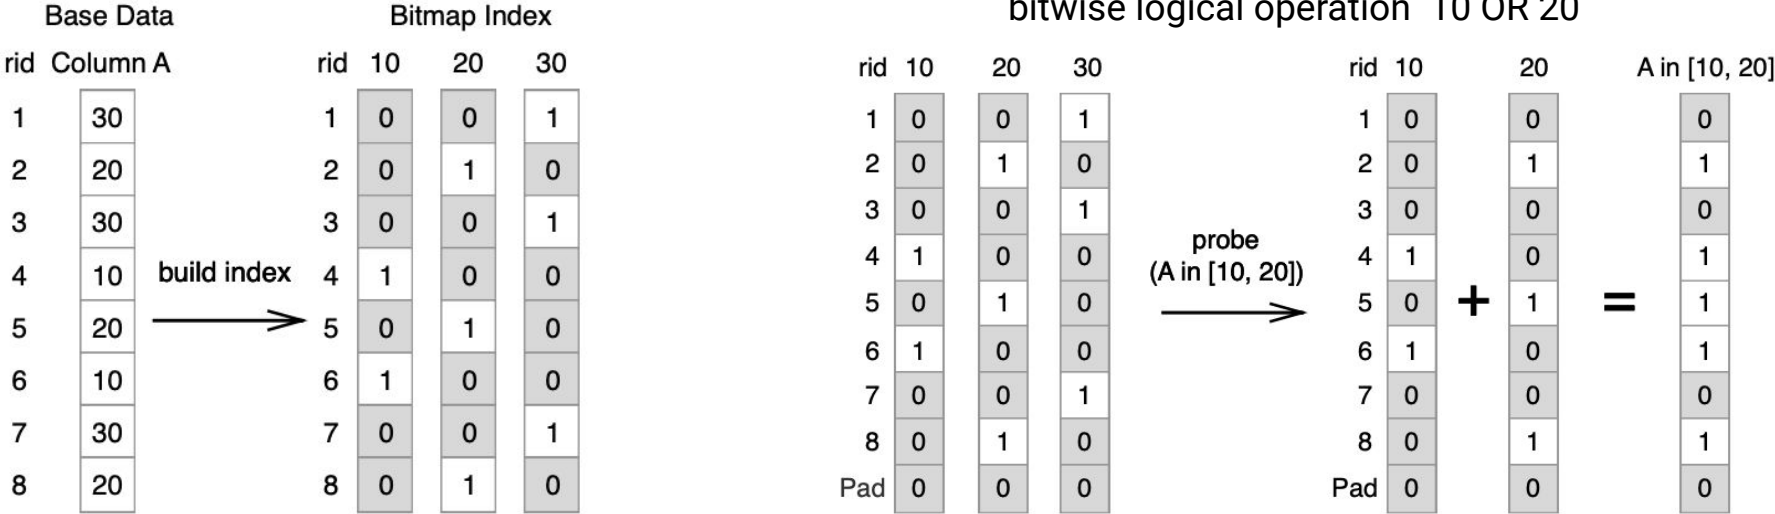 Base Data
rid Column A
1 30
2 20
3 30
4 10
5 20
6 10
7 30
8 20
build index
Bitmap Index
rid 10 20 30
1 0 0 1
2 0 1 0
3 0 0 1
4 1 0 0
5 0 1 0
6 1 0 0
7 0 0 1
8 0 1 0
bitwise logical operation 10 OR 20
rid 10 20 30
1 0 0 1
2 0 1 0
3 0 0 1
4 1 0 0
5 0 1 0
6 1 0 0
7 0 0 1
8 0 1 0
Pad 0 0 0
probe
(A in [10, 20])
rid 10 20 A in [10, 20]
1 0 0 0
2 0 1 1
3 0 0 0
4 1 0 1
5 0 + 1 = 1
6 1 0 1
7 0 0 0
8 0 1 1
Pad 0 0 0